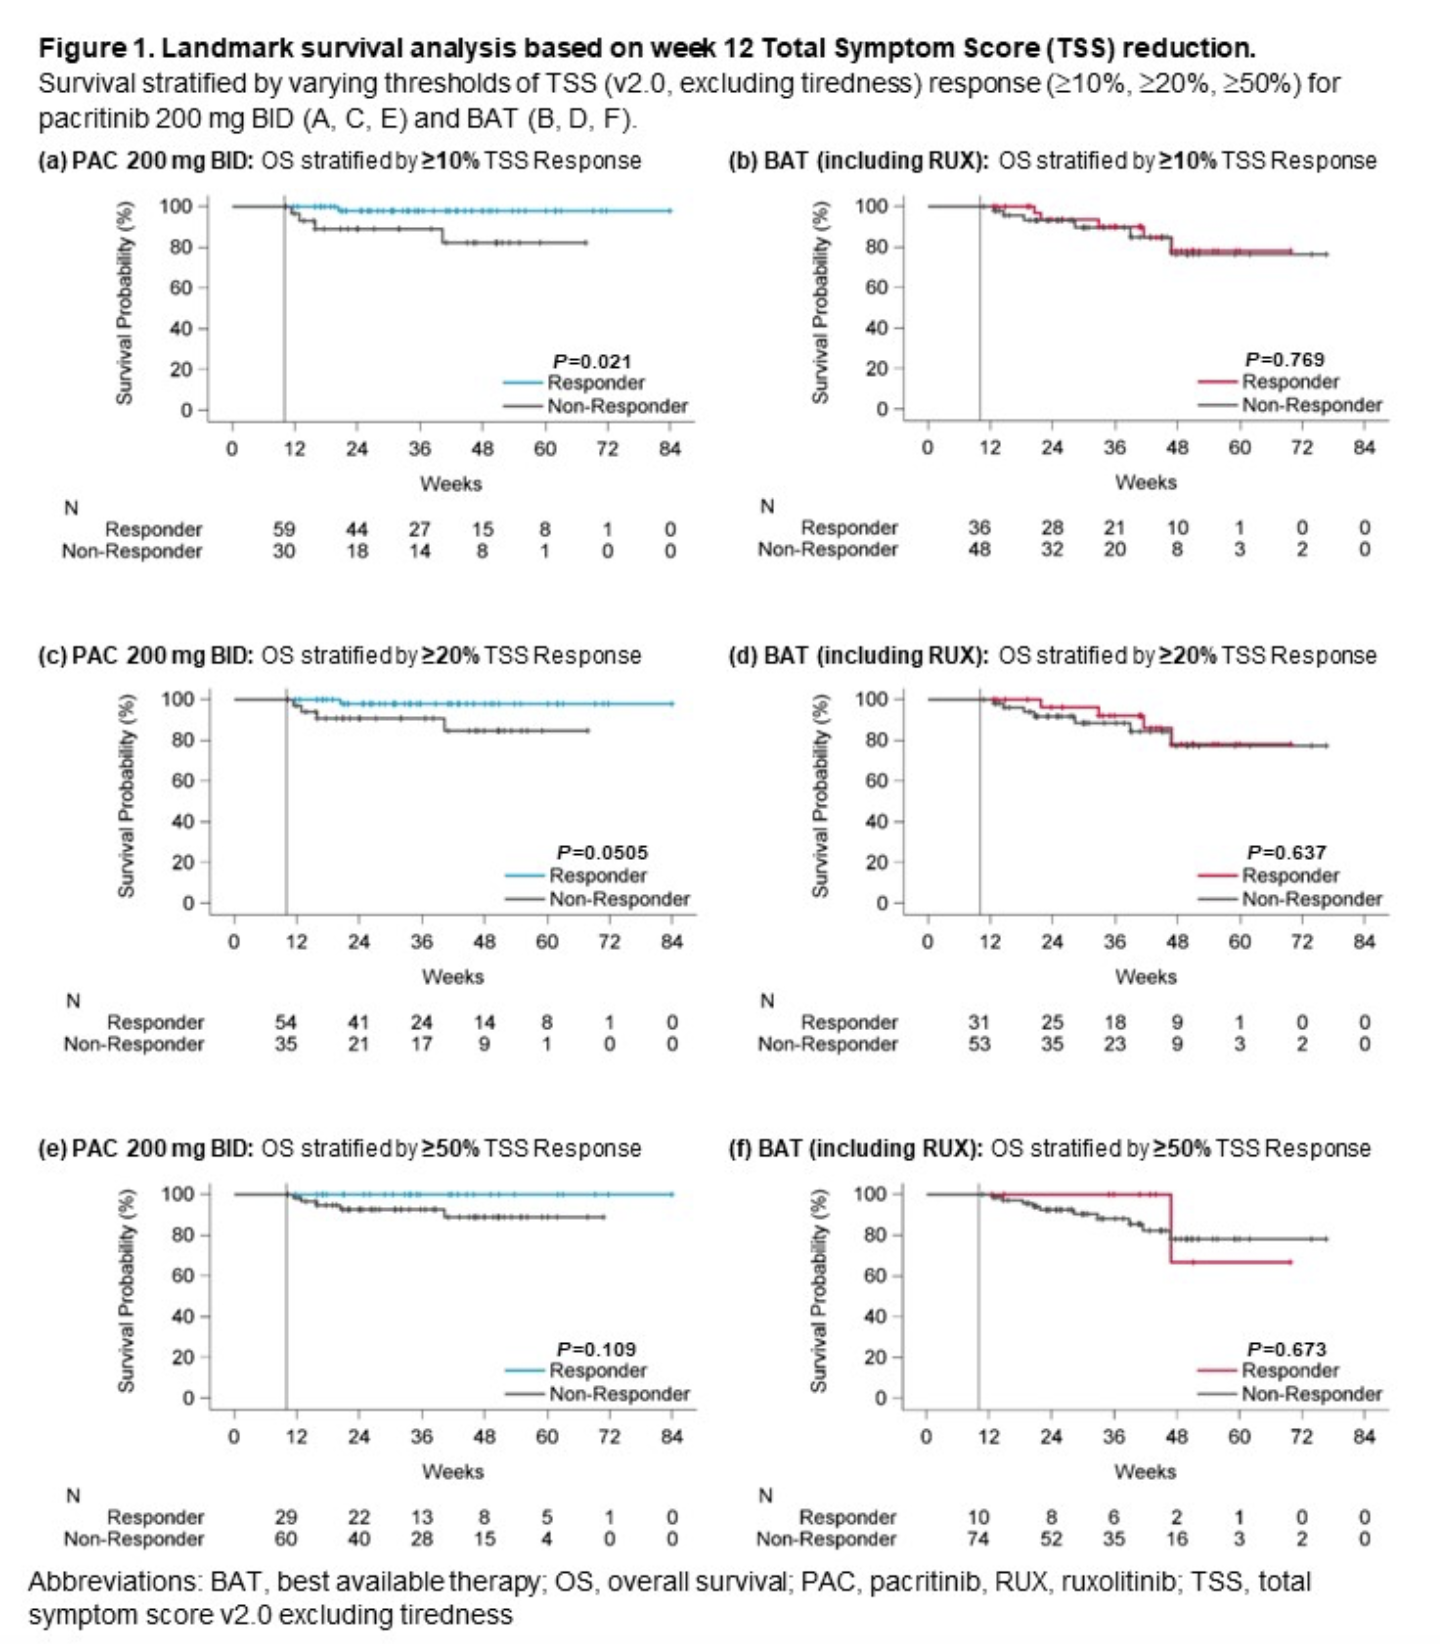 Figure 1. Landmark survival analysis based on week 12 Total Symptom Score (TSS) reduction.
Survival stratified by varying thresholds of TSS (v2.0, excluding tiredness) response (≥10%, ≥20%, ≥50%) for
pacritinib 200 mg BID (A, C, E) and BAT (B, D, F).
(a) PAC 200 mg BID: OS stratified by ≥10% TSS Response
Survival Probability (%)
100
80
60
40
20
0
P=0.021
Responder
Non-Responder
0 12 24 36 48 60 72 84
Weeks
N
Responder 59 44 27 15 8 1 0
Non-Responder 30 18 14 8 1 0 0
(b) BAT (including RUX): OS stratified by ≥10% TSS Response
Survival Probability (%)
100
80
60
40
20
0
P=0.769
Responder
Non-Responder
0 12 24 36 48 60 72 84
Weeks
N
Responder 36 28 21 10 1 0 0
Non-Responder 48 32 20 8 3 2 0
(c) PAC 200 mg BID: OS stratified by ≥20% TSS Response
Survival Probability (%)
100
80
60
40
20
0
P=0.0505
Responder
Non-Responder
0 12 24 36 48 60 72 84
Weeks
N
Responder 54 41 24 14 8 1 0
Non-Responder 35 21 17 9 1 0 0
(d) BAT (including RUX): OS stratified by ≥20% TSS Response
Survival Probability (%)
100
80
60
40
20
0
P=0.637
Responder
Non-Responder
0 12 24 36 48 60 72 84
Weeks
N
Responder 31 25 18 9 1 0 0
Non-Responder 53 35 23 9 3 2 0
(e) PAC 200 mg BID: OS stratified by ≥50% TSS Response
Survival Probability (%)
100
80
60
40
20
0
P=0.109
Responder
Non-Responder
0 12 24 36 48 60 72 84
Weeks
N
Responder 29 22 13 8 5 1 0
Non-Responder 60 40 28 15 4 0 0
(f) BAT (including RUX): OS stratified by ≥50% TSS Response
Survival Probability (%)
100
80
60
40
20
0
P=0.673
Responder
Non-Responder
0 12 24 36 48 60 72 84
Weeks
N
Responder 10 8 6 2 1 0 0
Non-Responder 74 52 35 16 3 2 0
Abbreviations: BAT, best available therapy; OS, overall survival; PAC, pacritinib, RUX, ruxolitinib; TSS, total
symptom score v2.0 excluding tiredness